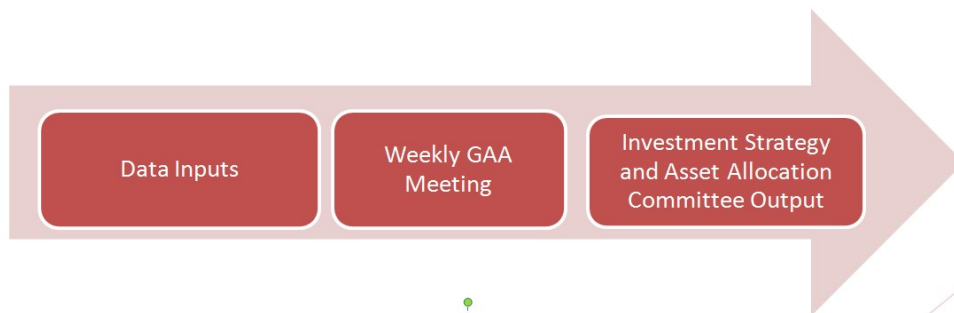 Data Inputs
Weekly GAA
Meeting
Investment Strategy
and Asset Allocation
Committee Output